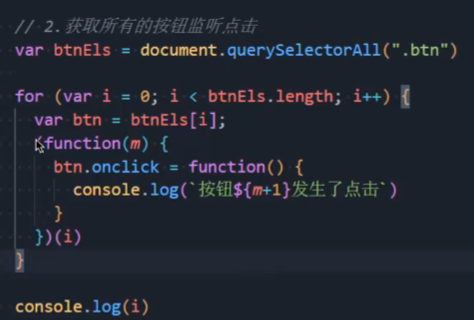 // 2.获取所有的按钮监听点击
var btnEls = document.querySelectorAll(".btn")
for (var i = 0; i < btnEls.length; i++) {
var btn = btnEls[i];
(function(m) {
btn.onclick = function() {
console.log(`按钮${m+1}发生了点击`)
}
})(i)
}
console.log(i)